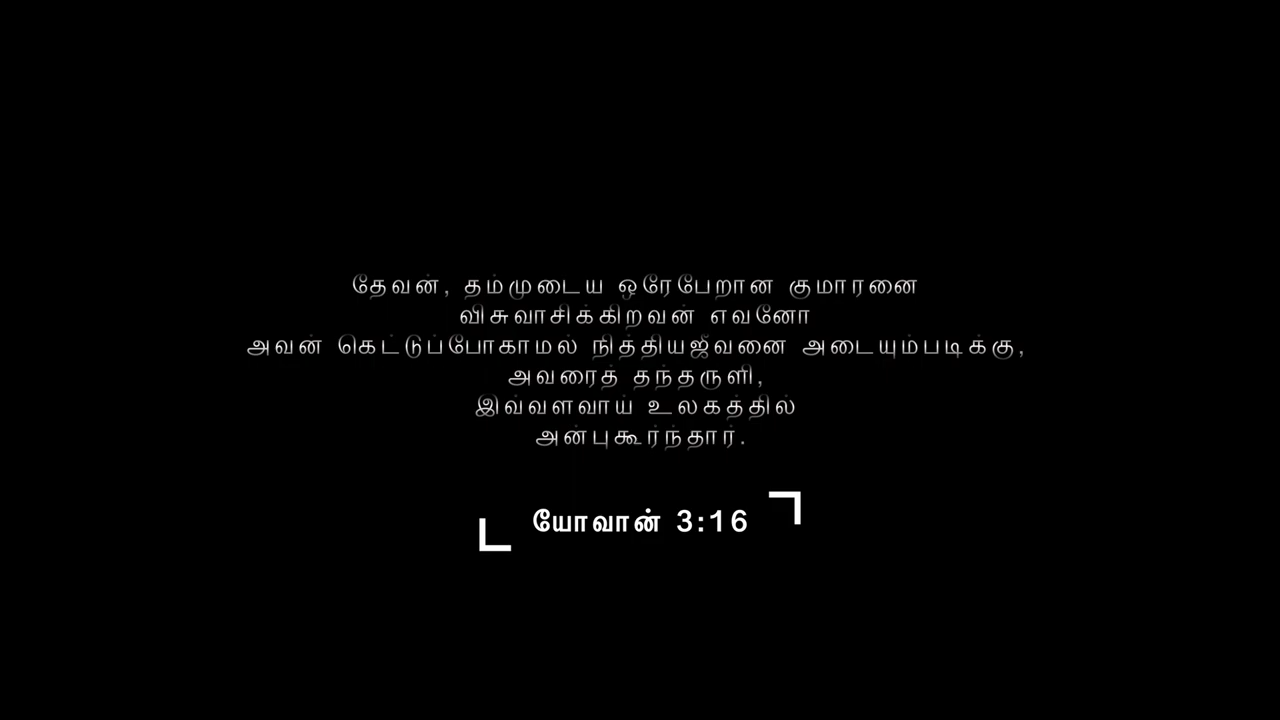 தேவன், தம்முடைய ஒரேபேறான குமாரனை
விசுவாசிக்கிறவன் எவனோ
அவன் கெட்டுப்போகாமல் நித்தியஜீவனை அடையும்படிக்கு,
அவரைத் தந்தருளி,
இவ்வளவாய் உலகத்தில்
அன்புகூர்ந்தார்.
யோவான் 3:16